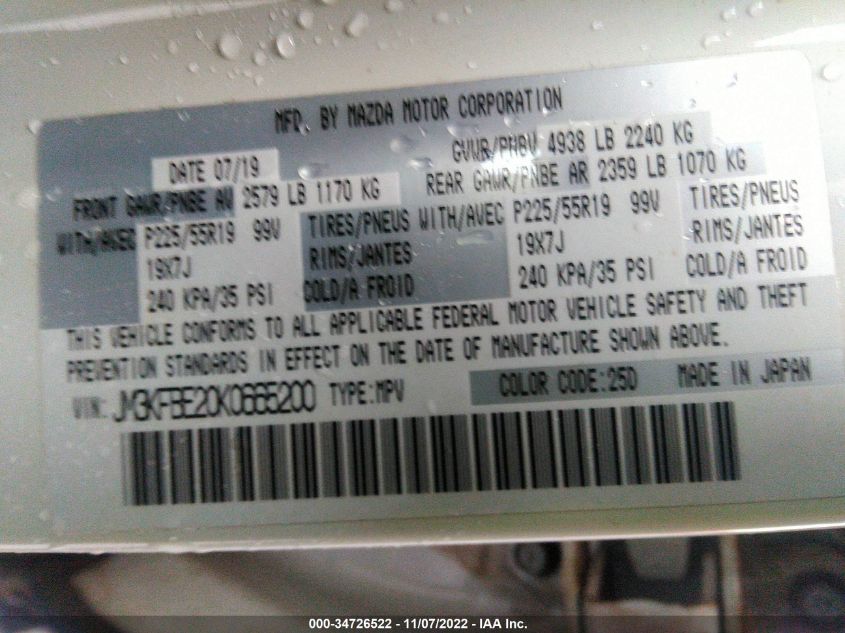 MFD. BY MAZDA MOTOR CORPORATION
DATE 07/19 GVWR/PNBV 4938 LB 2240 KG
FRONT GAWR/PNBE AV 2579 LB 1170 KG REAR GAWR/PNBE AR 2359 LB 1070 KG
WITH/AVEC P225/55R19 99V TIRES/PNEUS WITH/AVEC P225/55R19 99V TIRES/PNEUS
19X7J RIMS/JANTES 19X7J RIMS/JANTES
240 KPA/35 PSI COLD/A FROID 240 KPA/35 PSI COLD/A FROID
THIS VEHICLE CONFORMS TO ALL APPLICABLE FEDERAL MOTOR VEHICLE SAFETY AND THEFT
PREVENTION STANDARDS IN EFFECT ON THE DATE OF MANUFACTURE SHOWN ABOVE.
VIN: JM3KFBE20K0665200 TYPE:MPV COLOR CODE:25D MADE IN JAPAN
000-34726522 - 11/07/2022 - IAA Inc.